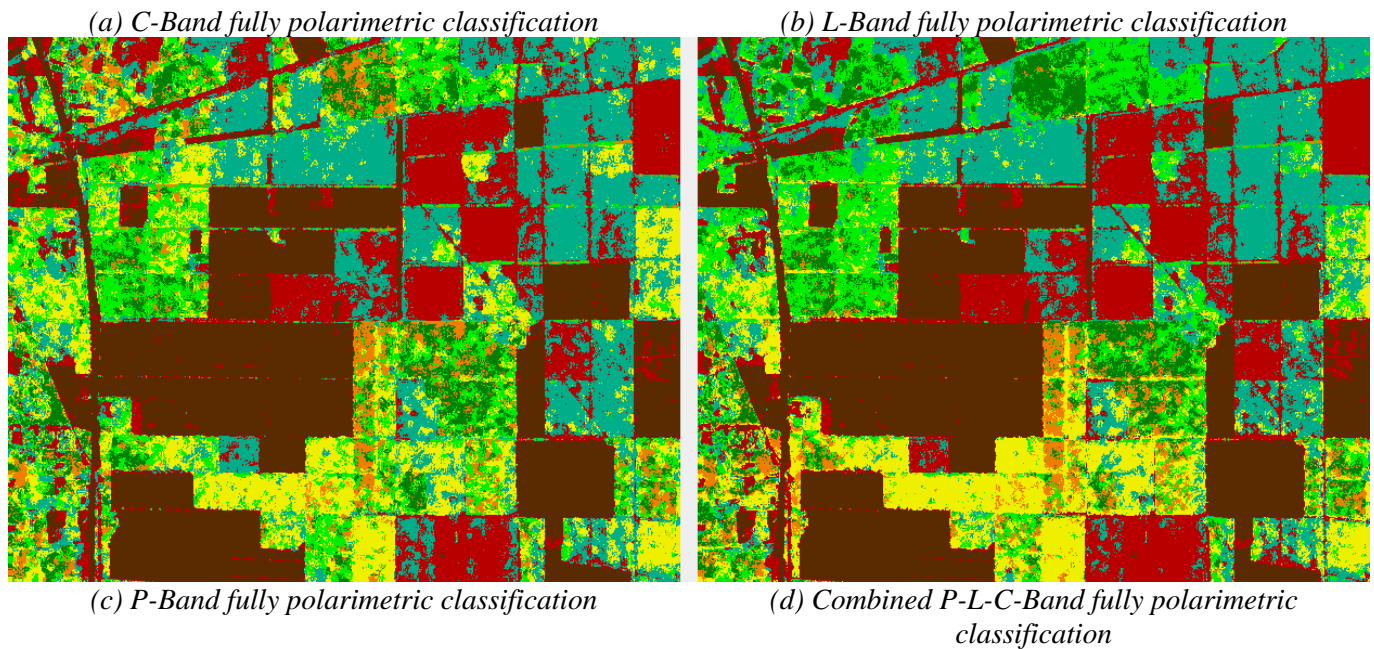 (a) C-Band fully polarimetric classification
(b) L-Band fully polarimetric classification
(c) P-Band fully polarimetric classification
(d) Combined P-L-C-Band fully polarimetric
classification